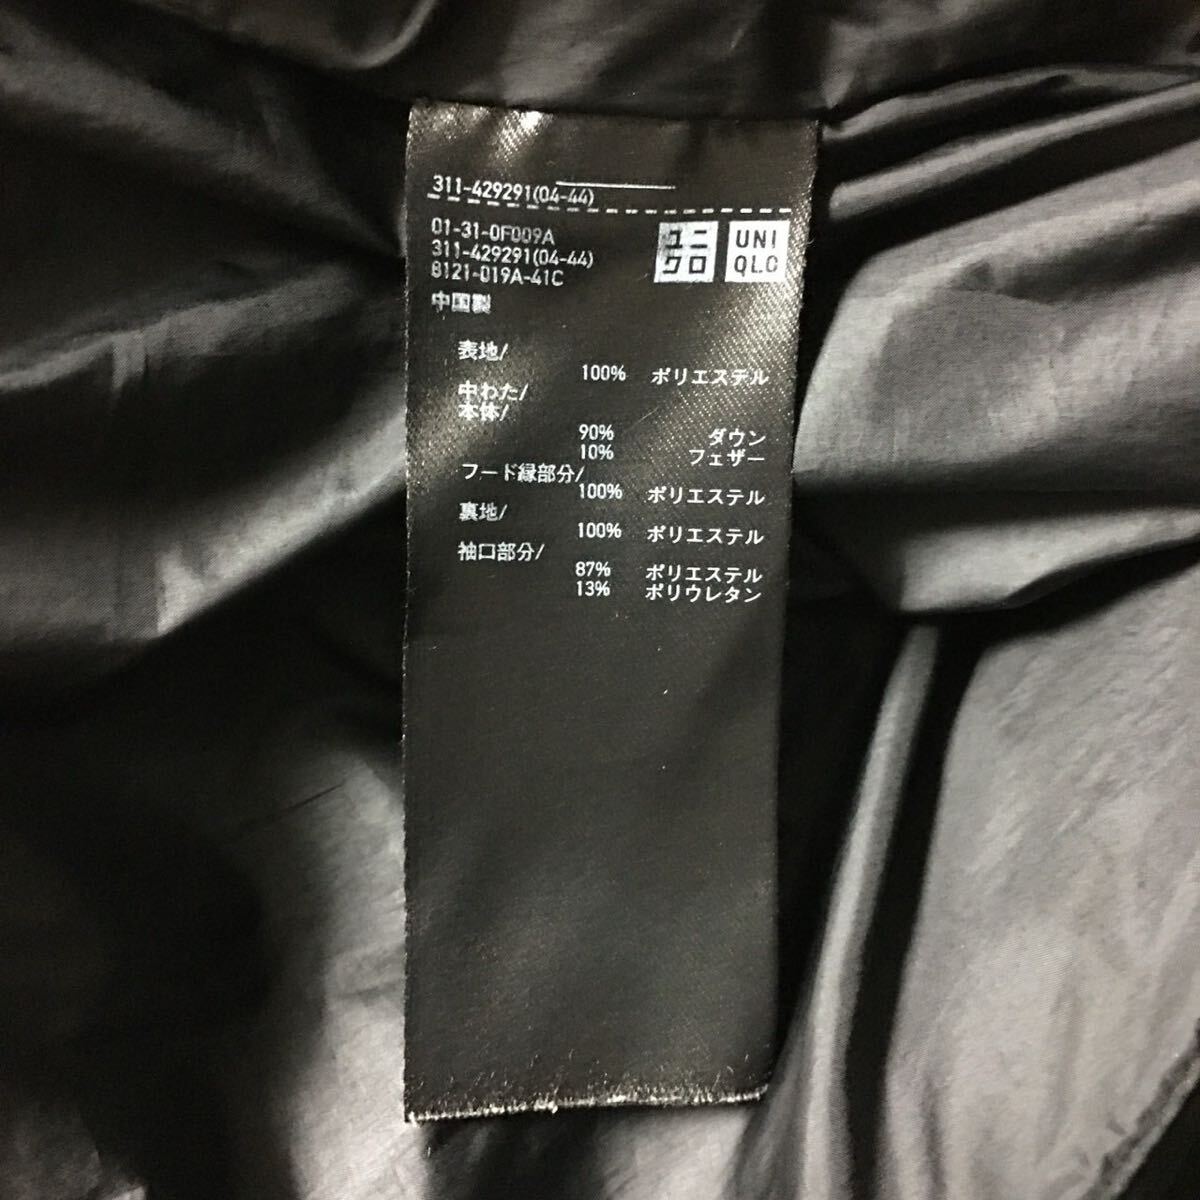 311-429291(04-44)
01-31-0F009A
311-429291(04-44)
8121-019A-41C
中国製
ユニ
クロ
UNI
QLO
表地/
100% ポリエステル
中わた/
本体/
90% ダウン
10% フェザー
フード縁部分/
100% ポリエステル
裏地/
100% ポリエステル
袖口部分/
87% ポリエステル
13% ポリウレタン